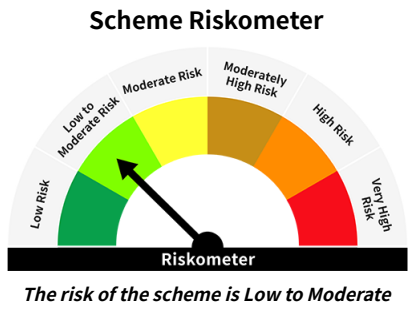 Scheme Riskometer
Low Risk
Low to
Moderate Risk
Moderate Risk
Moderately
High Risk
High Risk
Very High
Risk
Riskometer
The risk of the scheme is Low to Moderate